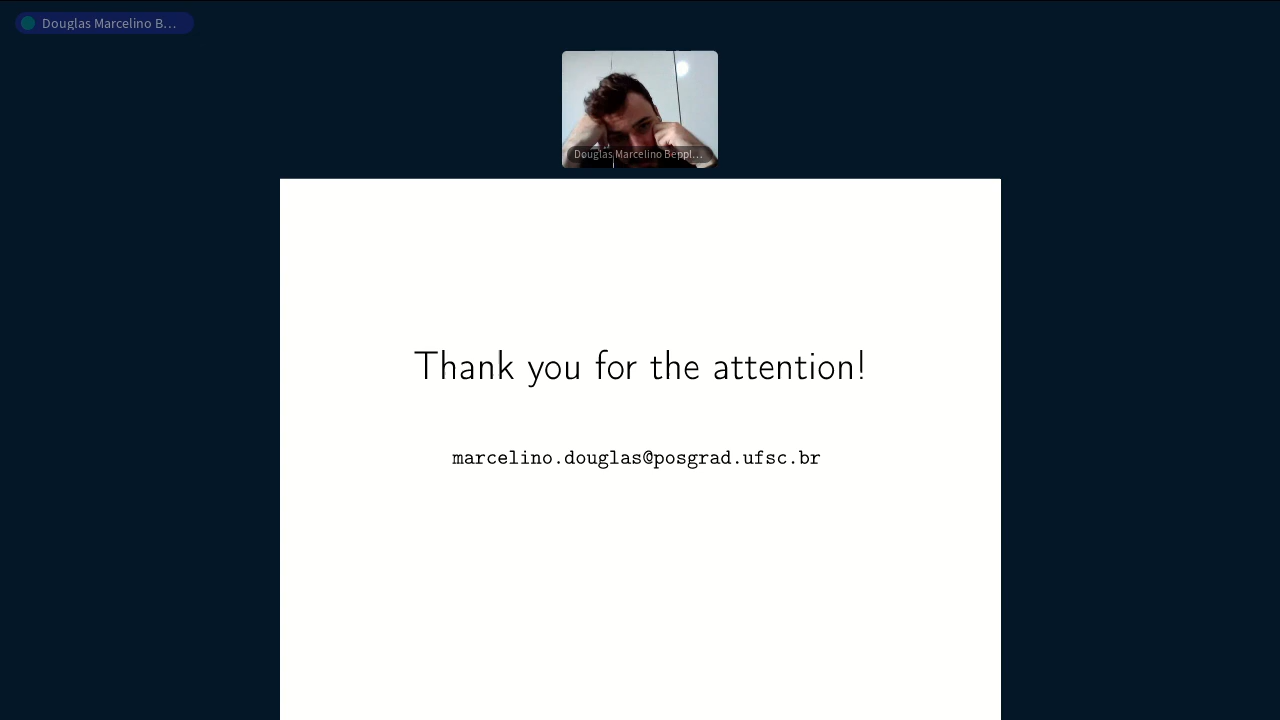 Douglas Marcelino B...
Douglas Marcelino Beppl...
Thank you for the attention!
marcelino.douglas@posgrad.ufsc.br